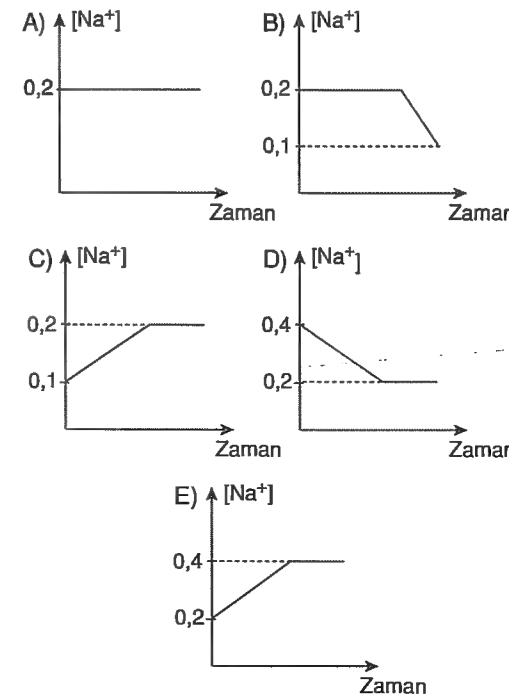 A) [Na⁺] B) [Na⁺]
0,2 0,2
0,1
Zaman Zaman
C) [Na⁺] D) [Na⁺]
0,2 0,4
0,1 0,2
Zaman Zaman
E) [Na⁺]
0,4
0,2
Zaman